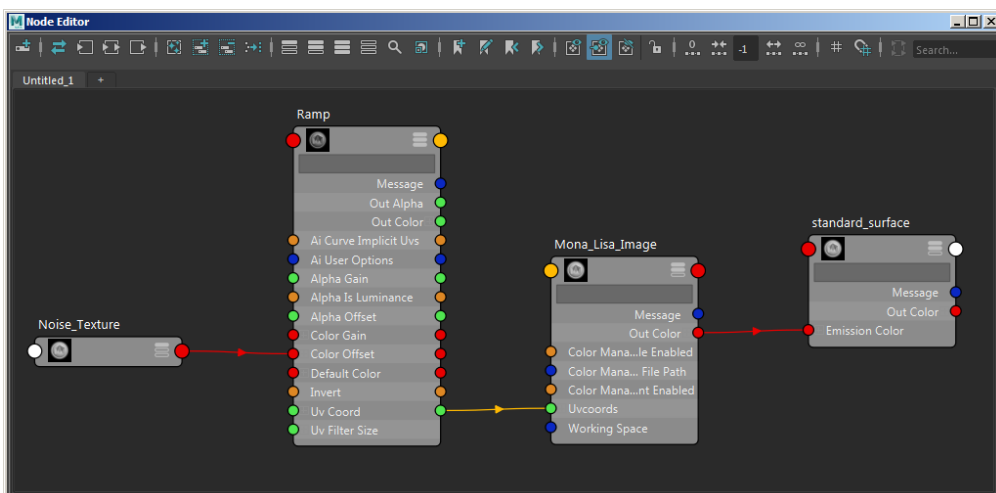 Node Editor
0
-1
∞
Search...
Untitled_1 +
Ramp
Message
Out Alpha
Out Color
Ai Curve Implicit Uvs
Ai User Options
Alpha Gain
Alpha Is Luminance
Alpha Offset
Color Gain
Color Offset
Default Color
Invert
Uv Coord
Uv Filter Size
Noise_Texture
Mona_Lisa_Image
Message
Out Color
Color Mana...le Enabled
Color Mana... File Path
Color Mana...nt Enabled
Uvcoords
Working Space
standard_surface
Message
Out Color
Emission Color